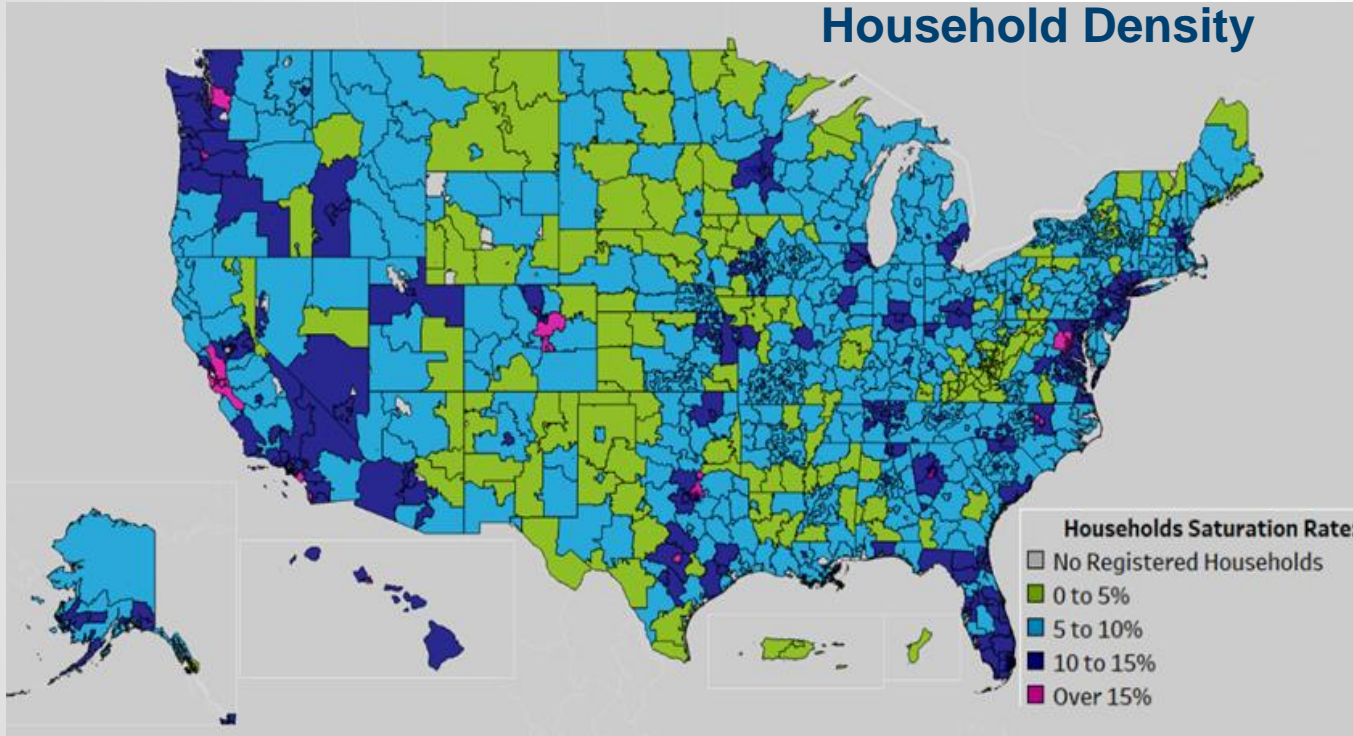 Household Density
Households Saturation Rate:
No Registered Households
0 to 5%
5 to 10%
10 to 15%
Over 15%